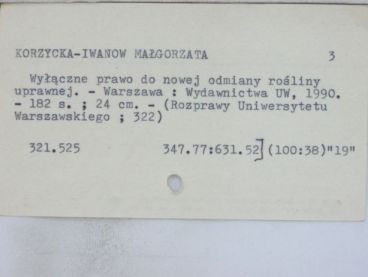 KORZYCKA-IWANOW MAŁGORZATA 3
Wyłączne prawo do nowej odmiany rośliny
uprawnej. - Warszawa : Wydawnictwa UW, 1990.
- 182 s. ; 24 cm. - (Rozprawy Uniwersytetu
Warszawskiego ; 322)
321.525 347.77:631.52](100:38)"19"